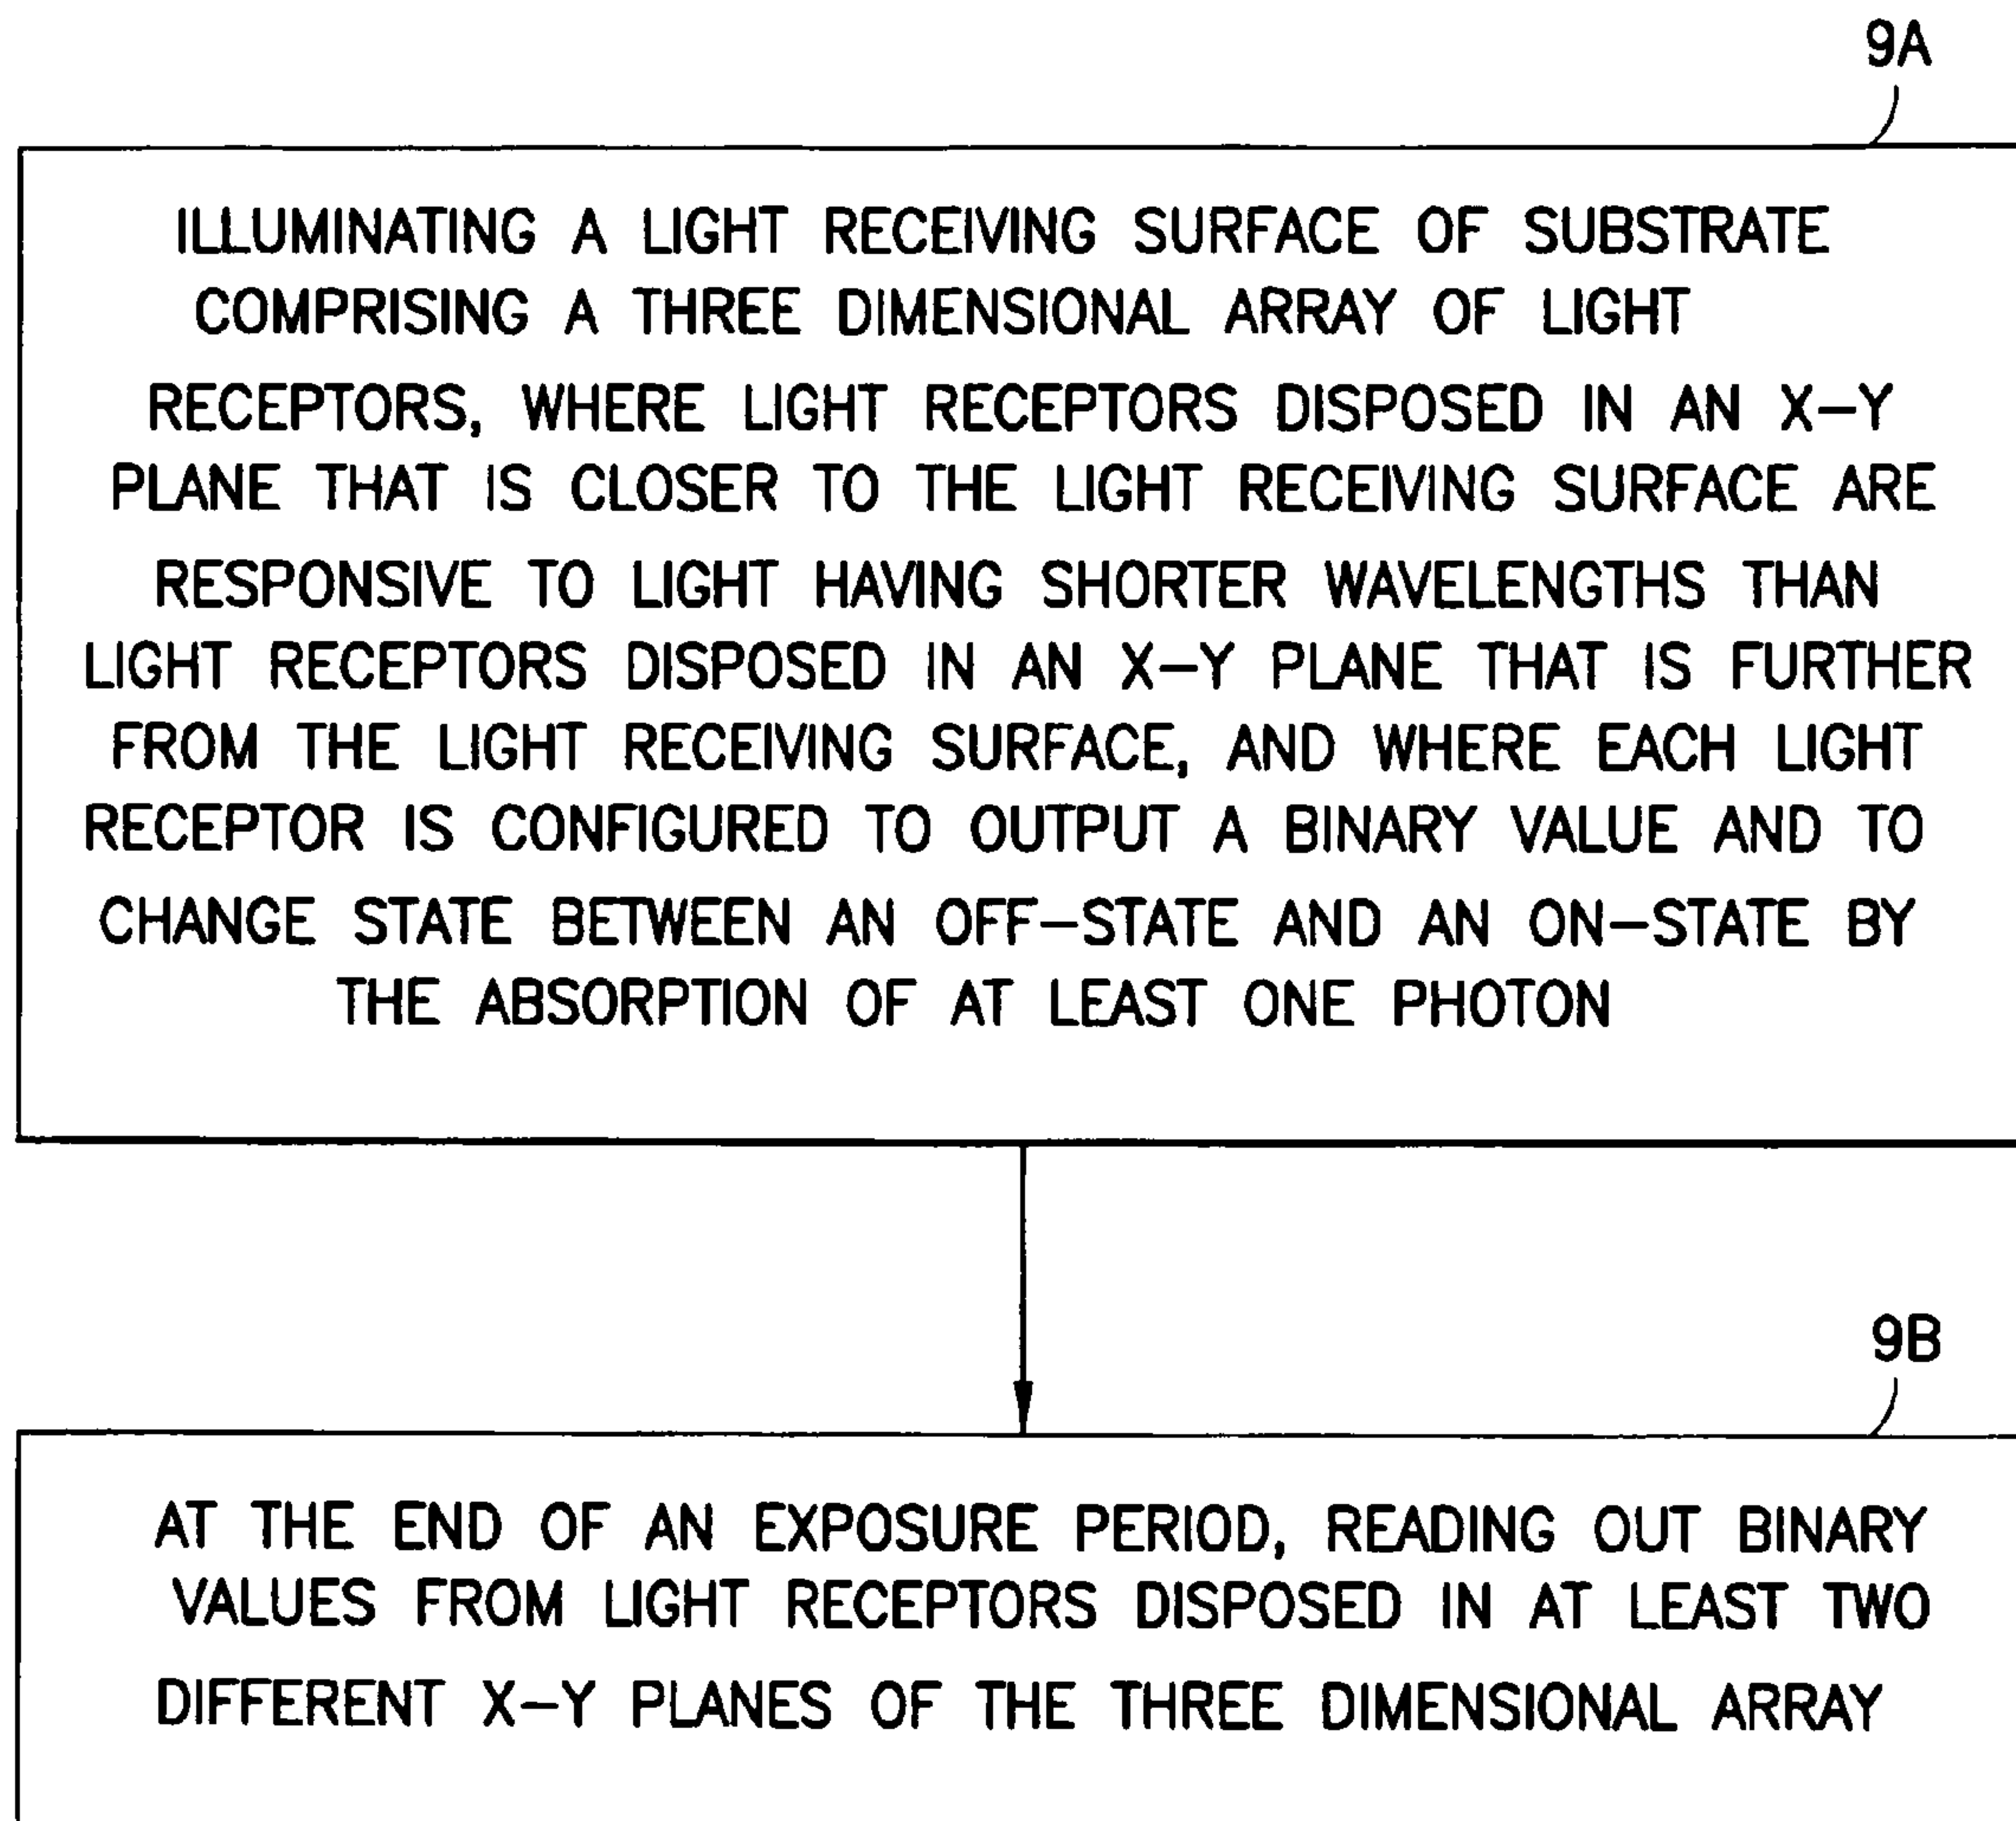 9A
ILLUMINATING A LIGHT RECEIVING SURFACE OF SUBSTRATE
COMPRISING A THREE DIMENSIONAL ARRAY OF LIGHT
RECEPTORS, WHERE LIGHT RECEPTORS DISPOSED IN AN X–Y
PLANE THAT IS CLOSER TO THE LIGHT RECEIVING SURFACE ARE
RESPONSIVE TO LIGHT HAVING SHORTER WAVELENGTHS THAN
LIGHT RECEPTORS DISPOSED IN AN X–Y PLANE THAT IS FURTHER
FROM THE LIGHT RECEIVING SURFACE, AND WHERE EACH LIGHT
RECEPTOR IS CONFIGURED TO OUTPUT A BINARY VALUE AND TO
CHANGE STATE BETWEEN AN OFF–STATE AND AN ON–STATE BY
THE ABSORPTION OF AT LEAST ONE PHOTON
9B
AT THE END OF AN EXPOSURE PERIOD, READING OUT BINARY
VALUES FROM LIGHT RECEPTORS DISPOSED IN AT LEAST TWO
DIFFERENT X–Y PLANES OF THE THREE DIMENSIONAL ARRAY